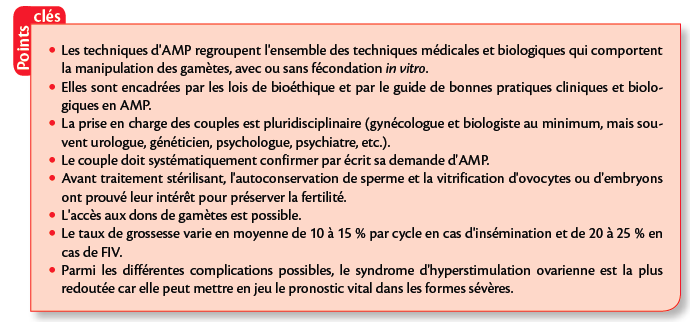 Points clés
• Les techniques d'AMP regroupent l'ensemble des techniques médicales et biologiques qui comportent
la manipulation des gamètes, avec ou sans fécondation in vitro.
• Elles sont encadrées par les lois de bioéthique et par le guide de bonnes pratiques cliniques et biolo-
giques en AMP.
• La prise en charge des couples est pluridisciplinaire (gynécologue et biologiste au minimum, mais sou-
vent urologue, généticien, psychologue, psychiatre, etc.).
• Le couple doit systématiquement confirmer par écrit sa demande d'AMP.
• Avant traitement stérilisant, l'autoconservation de sperme et la vitrification d'ovocytes ou d'embryons
ont prouvé leur intérêt pour préserver la fertilité.
• L'accès aux dons de gamètes est possible.
• Le taux de grossesse varie en moyenne de 10 à 15 % par cycle en cas d'insémination et de 20 à 25 % en
cas de FIV.
• Parmi les différentes complications possibles, le syndrome d'hyperstimulation ovarienne est la plus
redoutée car elle peut mettre en jeu le pronostic vital dans les formes sévères.